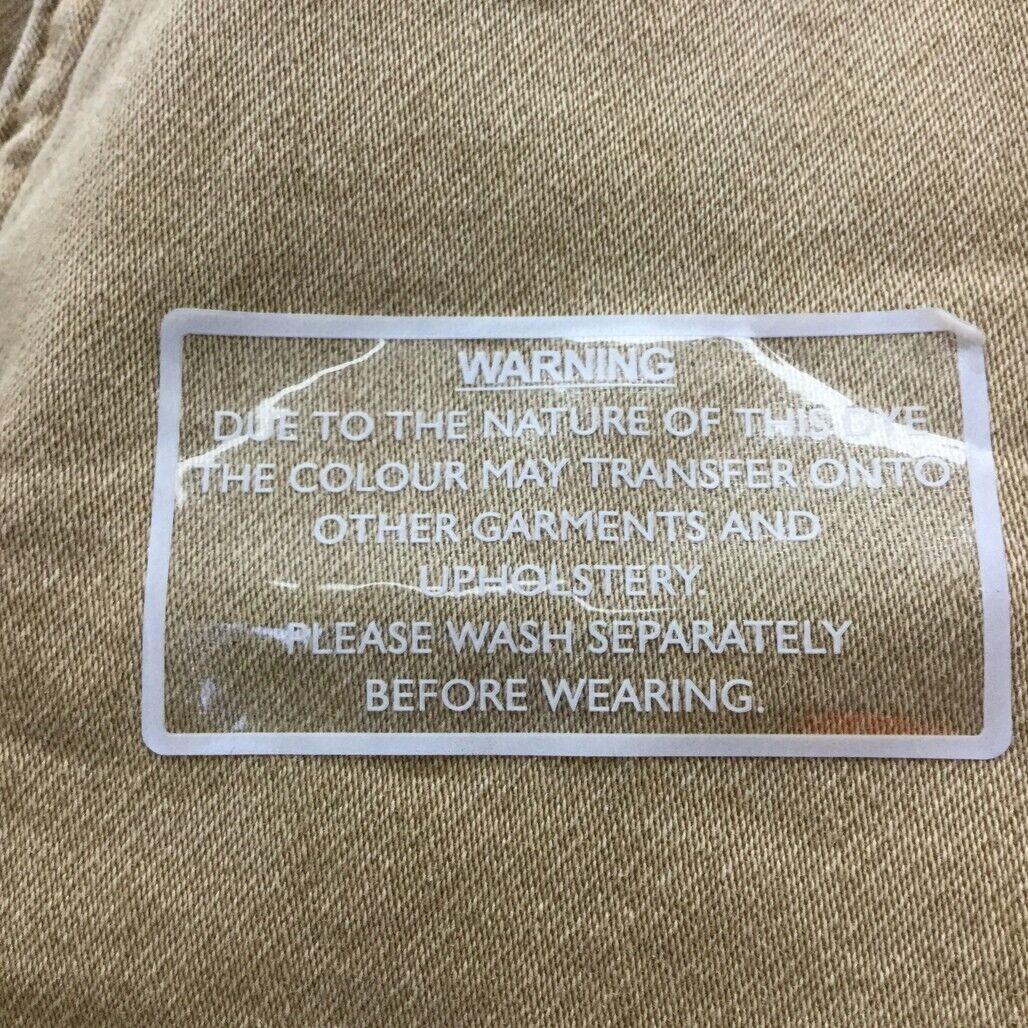 WARNING
DUE TO THE NATURE OF THIS DYE
THE COLOUR MAY TRANSFER ONTO
OTHER GARMENTS AND
UPHOLSTERY.
PLEASE WASH SEPARATELY
BEFORE WEARING.